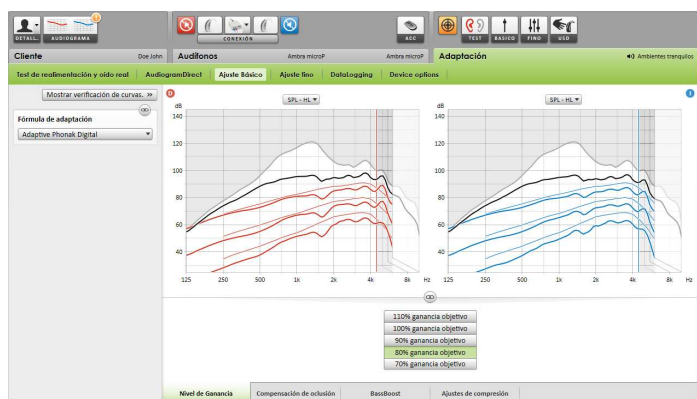 DETALL.. AUDIOGRAMA
CONEXIÓN
ACC
TEST BASICO FINO USO
Cliente Doe John
Audífonos Ambra microP Ambra microP
Adaptación Ambientes tranquilos
Test de realimentación y oído real AudiogramDirect Ajuste Básico Ajuste fino DataLogging Device options
Mostrar verificación de curvas. »
Fórmula de adaptación
Adaptive Phonak Digital
D
SPL - HL
dB
140
120
100
80
60
40
125 250 500 1k 2k 4k 8k Hz
I
SPL - HL
dB
140
120
100
80
60
40
125 250 500 1k 2k 4k 8k Hz
110% ganancia objetivo
100% ganancia objetivo
90% ganancia objetivo
80% ganancia objetivo
70% ganancia objetivo
Nivel de Ganancia Compensación de oclusión BassBoost Ajustes de compresión